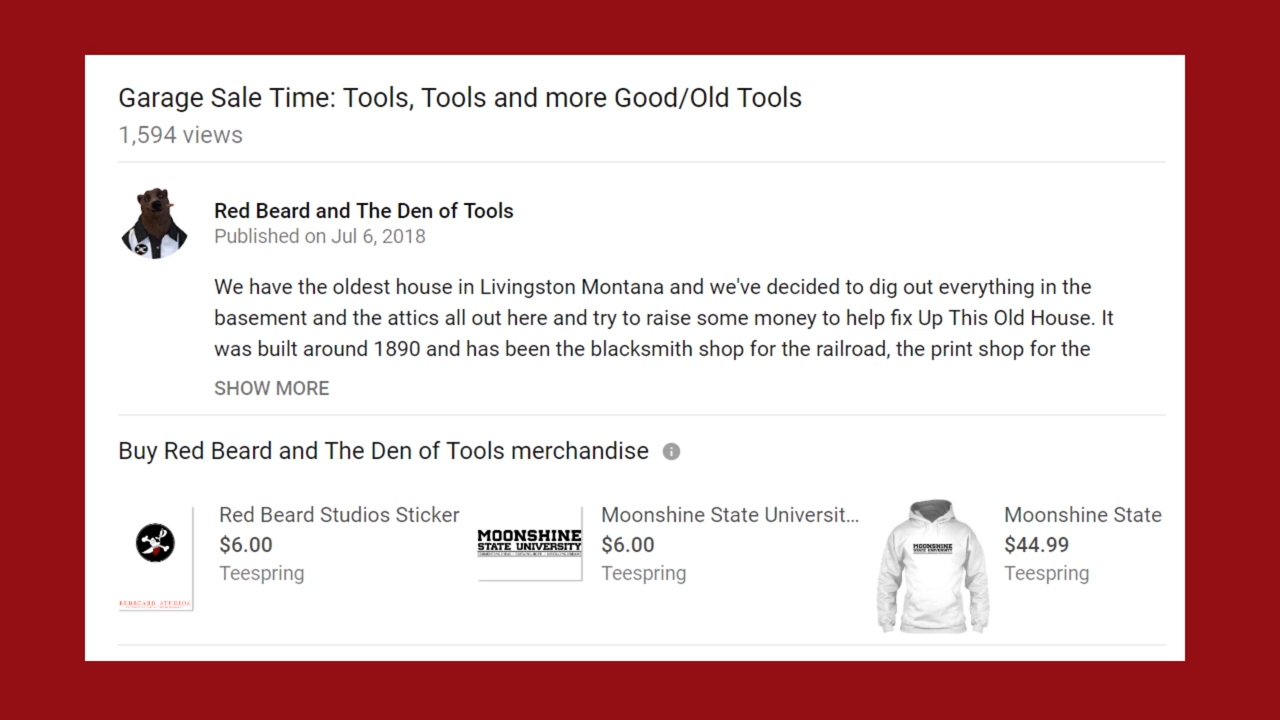 Garage Sale Time: Tools, Tools and more Good/Old Tools
1,594 views
Red Beard and The Den of Tools
Published on Jul 6, 2018
We have the oldest house in Livingston Montana and we've decided to dig out everything in the
basement and the attics all out here and try to raise some money to help fix Up This Old House. It
was built around 1890 and has been the blacksmith shop for the railroad, the print shop for the
SHOW MORE
Buy Red Beard and The Den of Tools merchandise
REDBEARD STUDIOS
Red Beard Studios Sticker
$6.00
Teespring
MOONSHINE
STATE UNIVERSITY
Moonshine State Universit...
$6.00
Teespring
MOONSHINE
STATE UNIVERSITY
Moonshine State
$44.99
Teespring